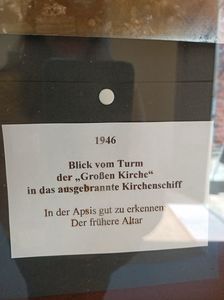 1946
Blick vom Turm
der „Großen Kirche“
in das ausgebrannte Kirchenschiff
In der Apsis gut zu erkennen:
Der frühere Altar